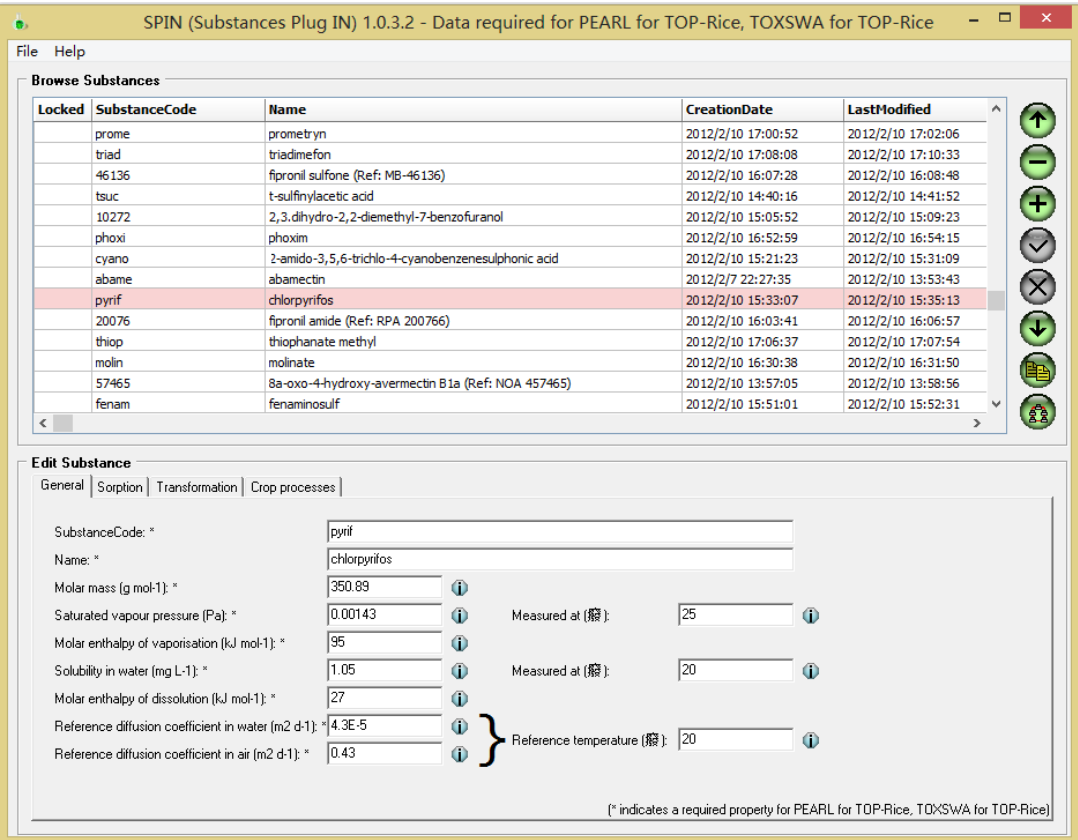 SPIN (Substances Plug IN) 1.0.3.2 - Data required for PEARL for TOP-Rice, TOXSWA for TOP-Rice
File Help
Browse Substances
Locked SubstanceCode Name CreationDate LastModified
prome prometryn 2012/2/10 17:00:52 2012/2/10 17:02:06
triad triadimefon 2012/2/10 17:08:08 2012/2/10 17:10:33
46136 fipronil sulfone (Ref: MB-46136) 2012/2/10 16:07:28 2012/2/10 16:08:48
tsuc t-sulfinylacetic acid 2012/2/10 14:40:16 2012/2/10 14:41:52
10272 2,3.dihydro-2,2-diemethyl-7-benzofuranol 2012/2/10 15:05:52 2012/2/10 15:09:23
phoxi phoxim 2012/2/10 16:52:59 2012/2/10 16:54:15
cyano 2-amido-3,5,6-trichlo-4-cyanobenzenesulphonic acid 2012/2/10 15:21:23 2012/2/10 15:31:09
abame abamectin 2012/2/7 22:27:35 2012/2/10 13:53:43
pyrif chlorpyrifos 2012/2/10 15:33:07 2012/2/10 15:35:13
20076 fipronil amide (Ref: RPA 200766) 2012/2/10 16:03:41 2012/2/10 16:06:57
thiop thiophanate methyl 2012/2/10 17:06:37 2012/2/10 17:07:54
molin molinate 2012/2/10 16:30:38 2012/2/10 16:31:50
57465 8a-oxo-4-hydroxy-avermectin B1a (Ref: NOA 457465) 2012/2/10 13:57:05 2012/2/10 13:58:56
fenam fenaminosulf 2012/2/10 15:51:01 2012/2/10 15:52:31
Edit Substance
General Sorption Transformation Crop processes
SubstanceCode: * pyrif
Name: * chlorpyrifos
Molar mass (g mol-1): * 350.89
Saturated vapour pressure (Pa): * 0.00143 Measured at (癈): 25
Molar enthalpy of vaporisation (kJ mol-1): * 95
Solubility in water (mg L-1): * 1.05 Measured at (癈): 20
Molar enthalpy of dissolution (kJ mol-1): * 27
Reference diffusion coefficient in water (m2 d-1): * 4.3E-5
Reference temperature (癈): 20
Reference diffusion coefficient in air (m2 d-1): * 0.43
(* indicates a required property for PEARL for TOP-Rice, TOXSWA for TOP-Rice)